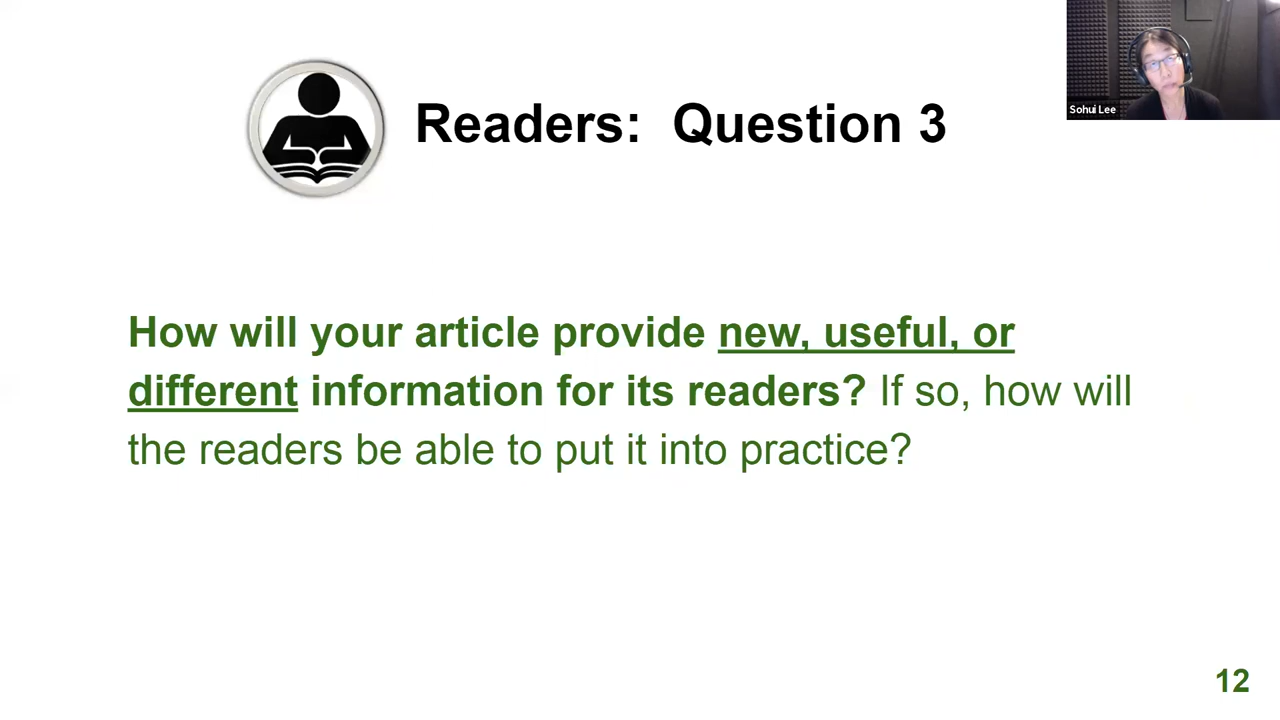 Readers: Question 3
Sohui Lee
How will your article provide new, useful, or
different information for its readers? If so, how will
the readers be able to put it into practice?
12